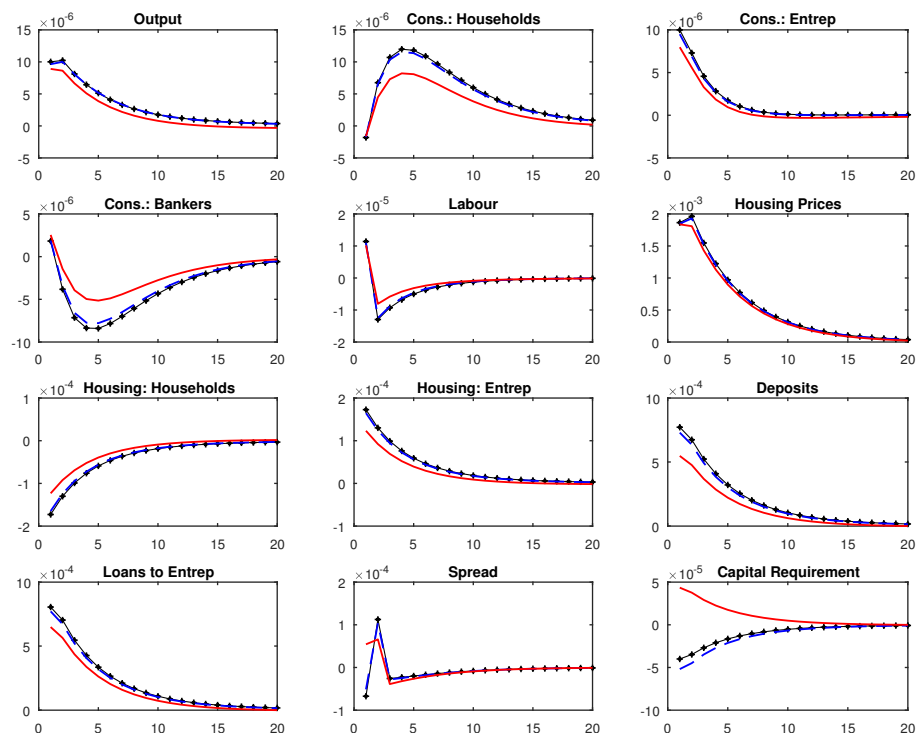 Output
×10⁻⁶
15
10
5
0
-5
0 5 10 15 20
Cons.: Households
×10⁻⁶
15
10
5
0
-5
0 5 10 15 20
Cons.: Entrep
×10⁻⁶
10
5
0
-5
0 5 10 15 20
Cons.: Bankers
×10⁻⁶
5
0
-5
-10
0 5 10 15 20
Labour
×10⁻⁵
2
1
0
-1
-2
0 5 10 15 20
Housing Prices
×10⁻³
2
1.5
1
0.5
0
0 5 10 15 20
Housing: Households
×10⁻⁴
1
0
-1
-2
0 5 10 15 20
Housing: Entrep
×10⁻⁴
2
1
0
-1
0 5 10 15 20
Deposits
×10⁻⁴
10
5
0
0 5 10 15 20
Loans to Entrep
×10⁻⁴
10
5
0
0 5 10 15 20
Spread
×10⁻⁴
2
1
0
-1
0 5 10 15 20
Capital Requirement
×10⁻⁵
5
0
-5
-10
0 5 10 15 20